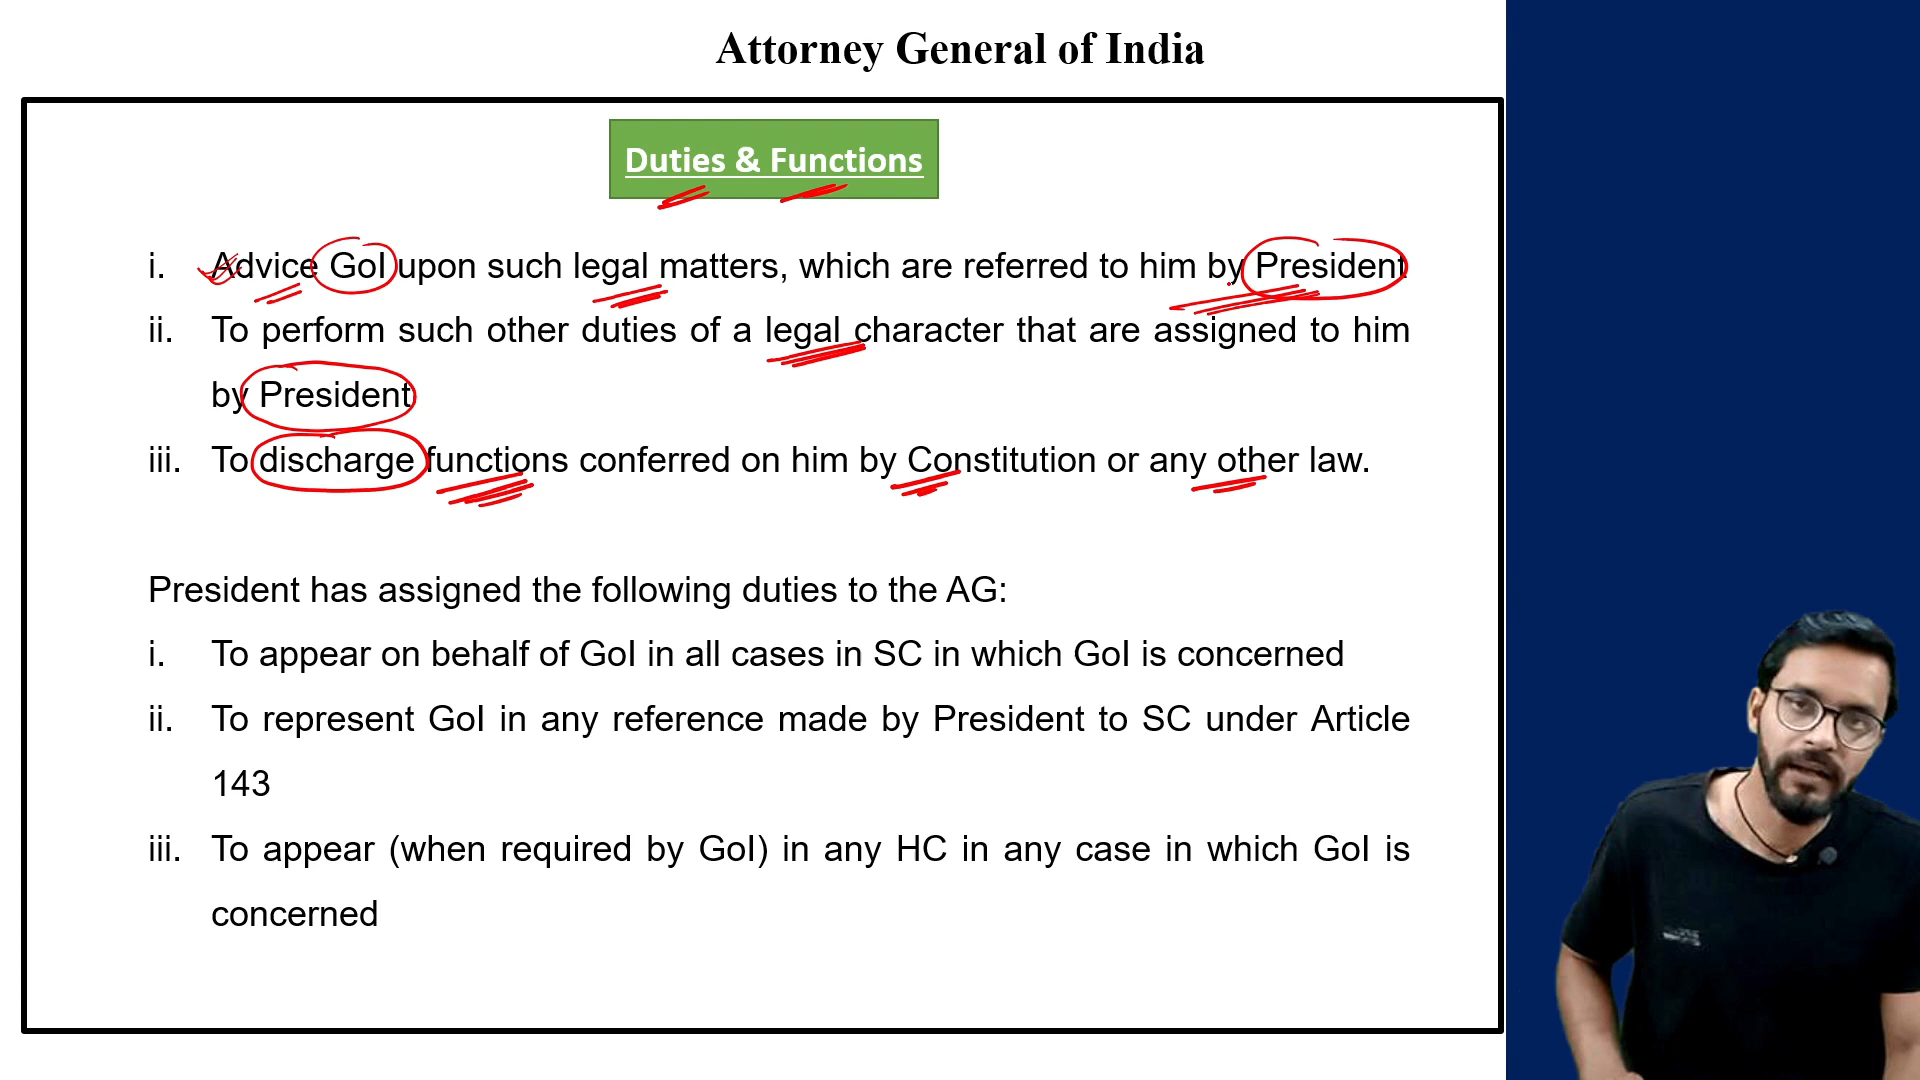 Attorney General of India
Duties & Functions
i. Advice GoI upon such legal matters, which are referred to him by President
ii. To perform such other duties of a legal character that are assigned to him
by President
iii. To discharge functions conferred on him by Constitution or any other law.
President has assigned the following duties to the AG:
i. To appear on behalf of GoI in all cases in SC in which GoI is concerned
ii. To represent GoI in any reference made by President to SC under Article
143
iii. To appear (when required by GoI) in any HC in any case in which GoI is
concerned